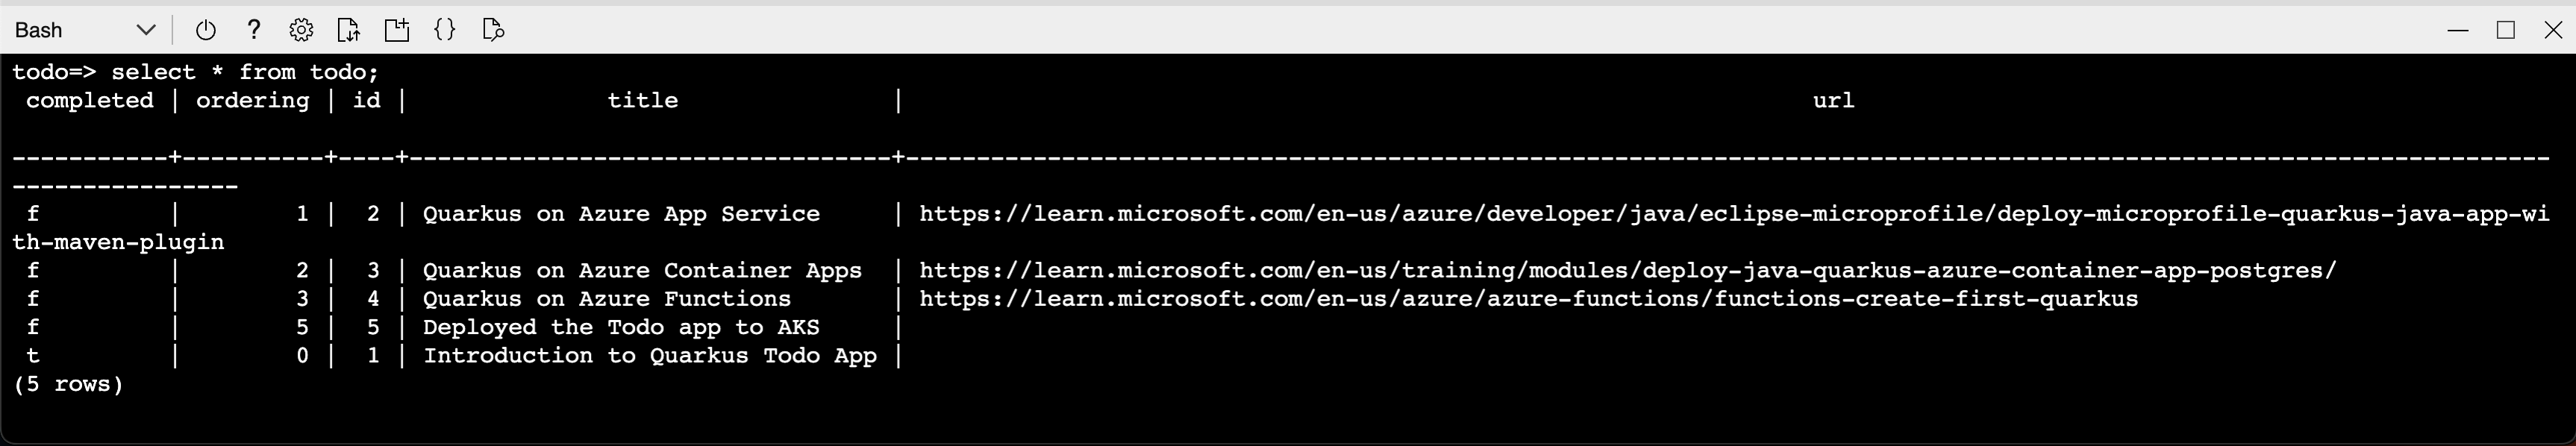 Bash
todo=> select * from todo;
 completed | ordering | id |              title               |                                                                url
-----------+----------+----+----------------------------------+--------------------------------------------------------------------------------------------------------------------
----------------
 f         |        1 |  2 | Quarkus on Azure App Service     | https://learn.microsoft.com/en-us/azure/developer/java/eclipse-microprofile/deploy-microprofile-quarkus-java-app-wi
th-maven-plugin
 f         |        2 |  3 | Quarkus on Azure Container Apps  | https://learn.microsoft.com/en-us/training/modules/deploy-java-quarkus-azure-container-app-postgres/
 f         |        3 |  4 | Quarkus on Azure Functions       | https://learn.microsoft.com/en-us/azure/azure-functions/functions-create-first-quarkus
 f         |        5 |  5 | Deployed the Todo app to AKS     |
 t         |        0 |  1 | Introduction to Quarkus Todo App |
(5 rows)